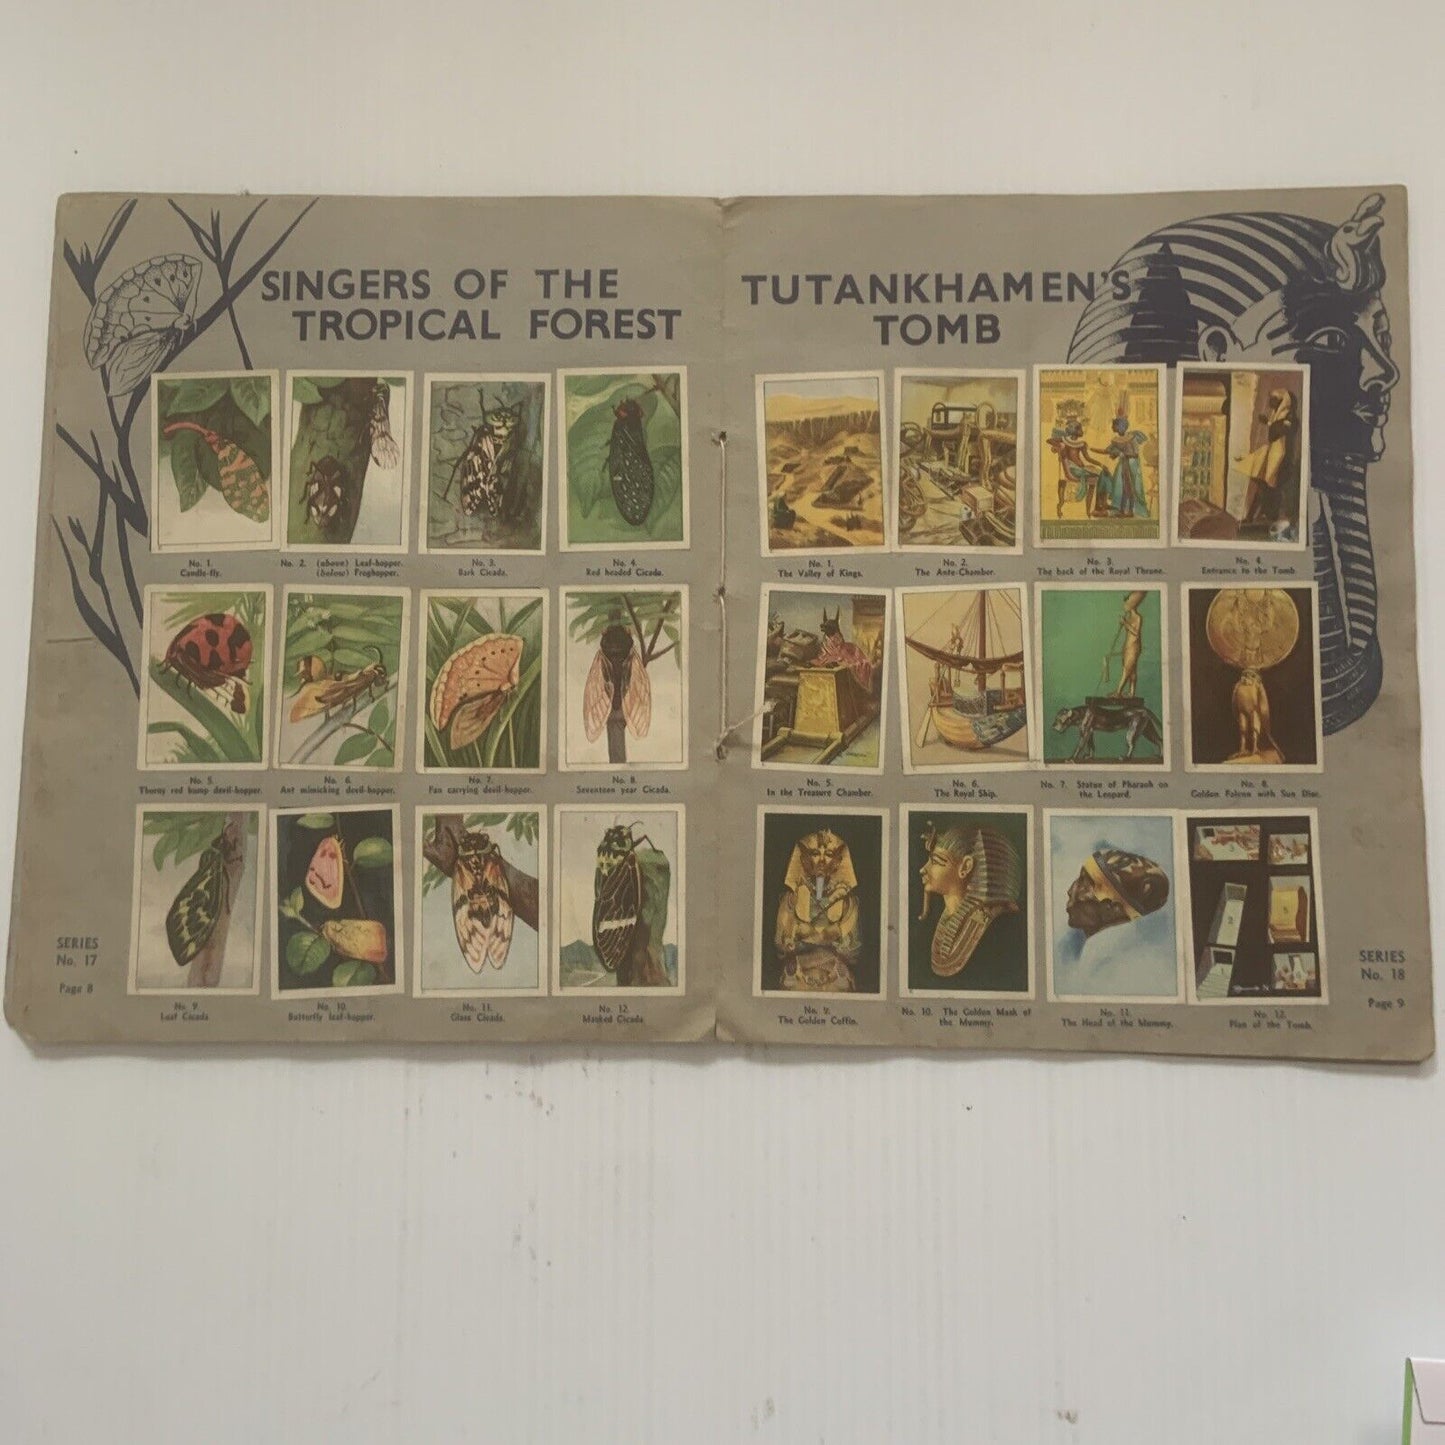 SINGERS OF THE
TROPICAL FOREST
No. 1.
Candle-fly.
No. 2. (above) Leaf-hopper.
(below) Froghopper.
No. 3.
Bark Cicada.
No. 4.
Red headed Cicada.
No. 5.
Thorny red hump devil-hopper.
No. 6.
Ant mimicking devil-hopper.
No. 7.
Fan carrying devil-hopper.
No. 8.
Seventeen year Cicada.
No. 9.
Leaf Cicada
No. 10.
Butterfly leaf-hopper.
No. 11.
Glass Cicada.
No. 12.
Masked Cicada
SERIES
No. 17
Page 8
TUTANKHAMEN'S
TOMB
No. 1.
The Valley of Kings.
No. 2.
The Ante-Chamber.
No. 3.
The back of the Royal Throne.
No. 4.
Entrance to the Tomb.
No. 5.
In the Treasure Chamber.
No. 6.
The Royal Ship.
No. 7. Statue of Pharaoh on
the Leopard.
No. 8.
Golden Falcon with Sun Disc.
No. 9.
The Golden Coffin.
No. 10. The Golden Mask of
the Mummy.
No. 11.
The Head of the Mummy.
No. 12.
Plan of the Tomb.
SERIES
No. 18
Page 9